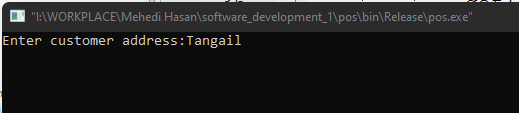 "I:\WORKPLACE\Mehedi Hasan\software_development_1\pos\bin\Release\pos.exe"
Enter customer address:Tangail